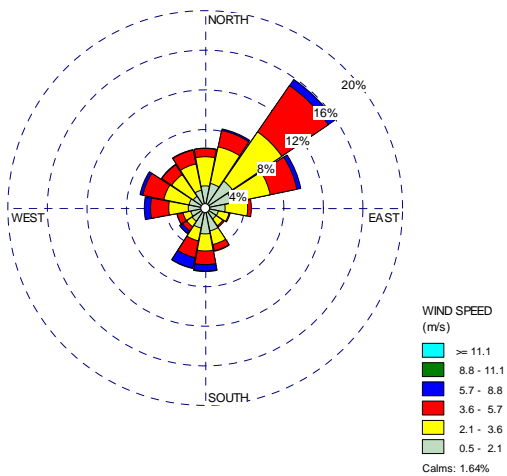 NORTH
20%
16%
12%
8%
4%
WEST
EAST
SOUTH
WIND SPEED
(m/s)
>= 11.1
8.8 - 11.1
5.7 - 8.8
3.6 - 5.7
2.1 - 3.6
0.5 - 2.1
Calms: 1.64%